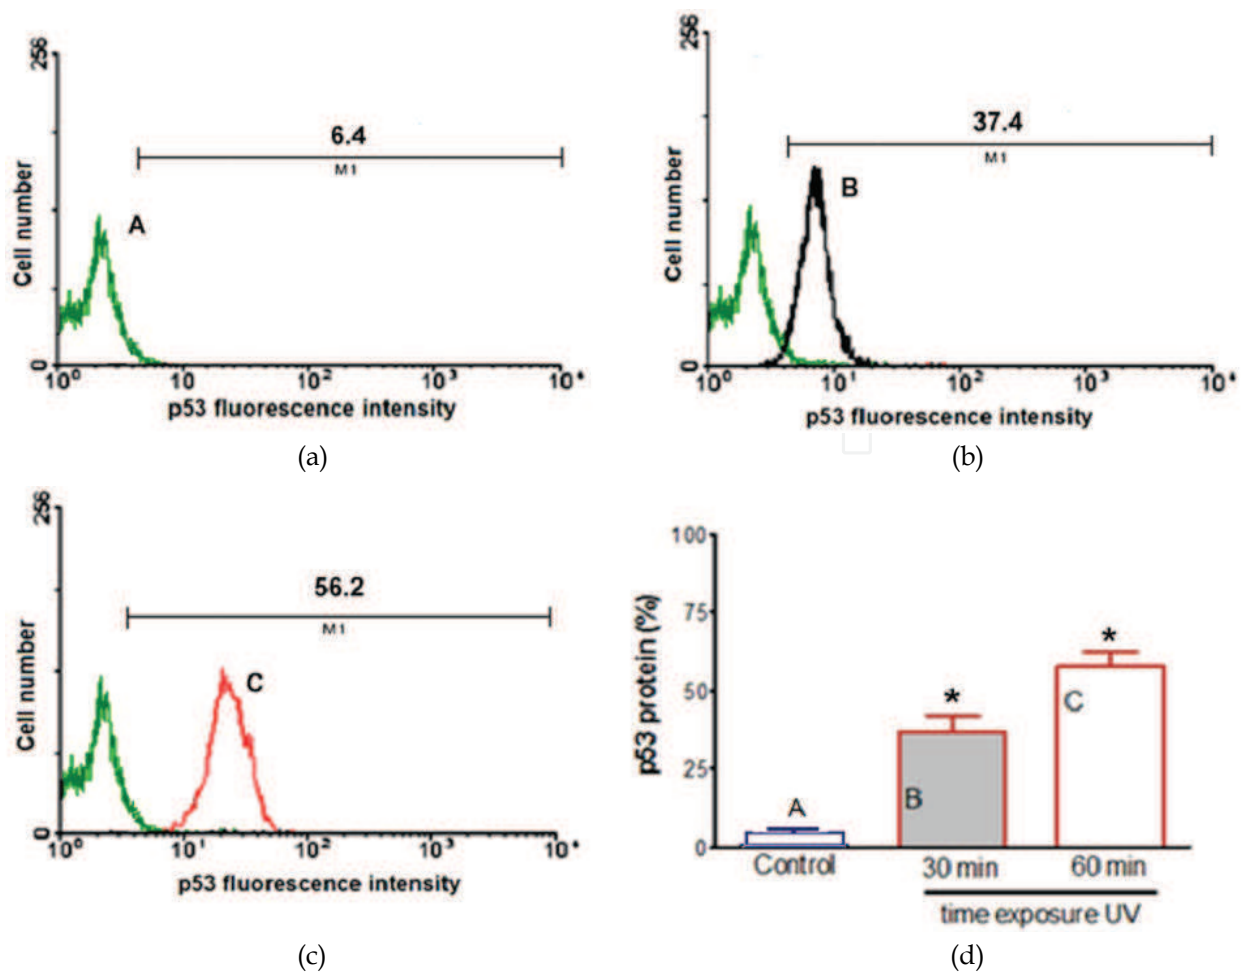 256
6.4
M1
A
Cell number
0
10⁰ 10 10² 10³ 10⁴
p53 fluorescence intensity
(a)
256
37.4
M1
B
Cell number
0
10⁰ 10¹ 10² 10³ 10⁴
p53 fluorescence intensity
(b)
256
56.2
M1
C
Cell number
0
10⁰ 10¹ 10² 10³ 10⁴
p53 fluorescence intensity
(c)
100
75
50
25
0
p53 protein (%)
A
* B
* C
Control 30 min 60 min
time exposure UV
(d)